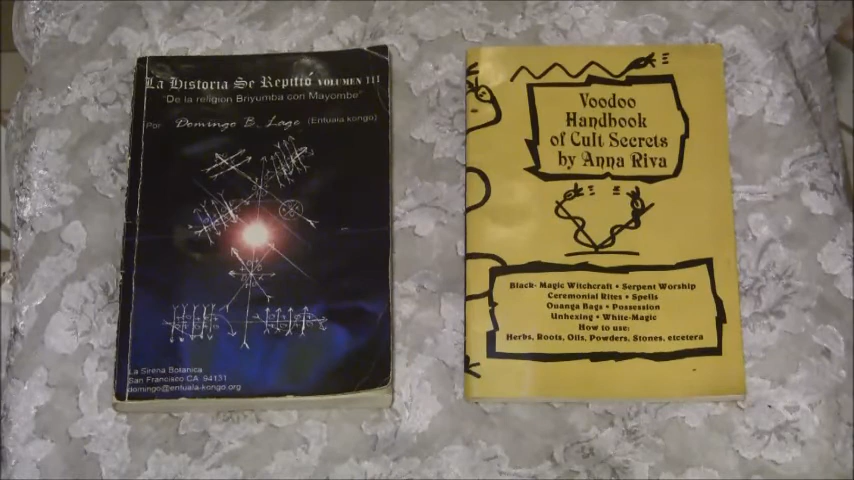 La Historia Se Repitió VOLUMEN III
"De la religion Briyumba con Mayombe"
Por Domingo B. Lage (Entuala kongo)
La Sirena Botanica
San Francisco CA 94131
domingo@entuala-kongo.org
Voodoo
Handbook
of Cult Secrets
by Anna Riva
Black- Magic Witchcraft • Serpent Worship
Ceremonial Rites • Spells
Ouanga Bags • Possession
Unhexing • White-Magic
How to use:
Herbs, Roots, Oils, Powders, Stones, etcetera